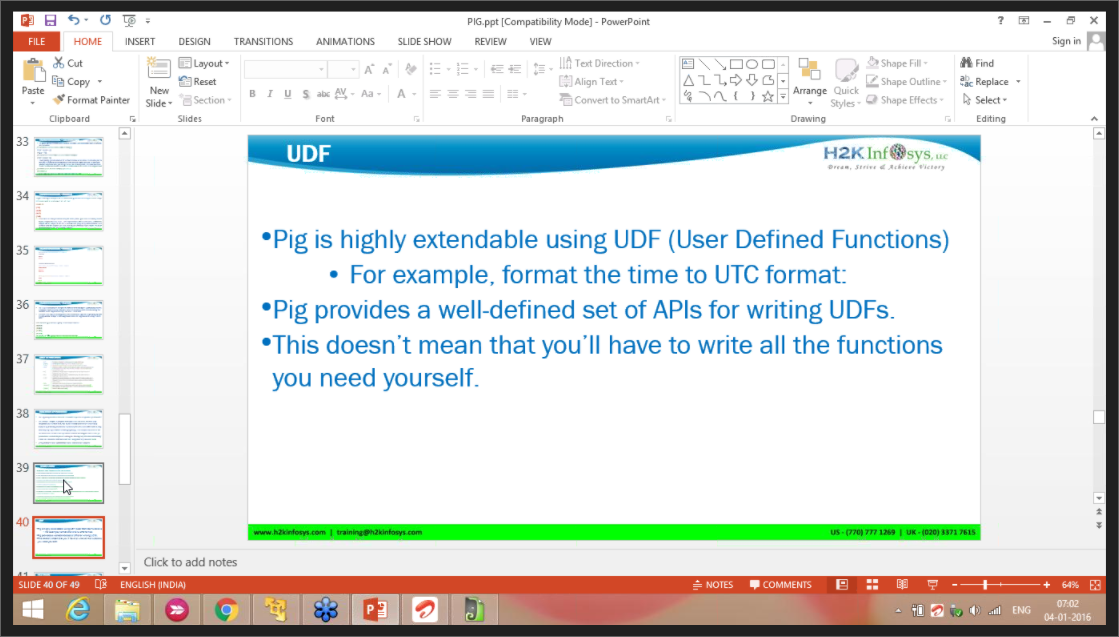 PIG.ppt [Compatibility Mode] - PowerPoint
?
FILE HOME INSERT DESIGN TRANSITIONS ANIMATIONS SLIDE SHOW REVIEW VIEW Sign in
Paste
Cut
Copy
Format Painter
Clipboard
New Slide
Layout
Reset
Section
Slides
B I U S abc AV Aa A
Font
Text Direction
Align Text
Convert to SmartArt
Paragraph
Arrange
Quick Styles
Shape Fill
Shape Outline
Shape Effects
Drawing
Find
Replace
Select
Editing
33
34
35
36
37
38
39
40
41
UDF
H2K Infosys, LLC
Dream, Strive & Achieve Victory
•Pig is highly extendable using UDF (User Defined Functions)
• For example, format the time to UTC format:
•Pig provides a well-defined set of APIs for writing UDFs.
•This doesn’t mean that you’ll have to write all the functions
you need yourself.
www.h2kinfosys.com | training@h2kinfosys.com US - (770) 777 1269 | UK - (020) 3371 7615
Click to add notes
SLIDE 40 OF 49 ENGLISH (INDIA) NOTES COMMENTS 64%
ENG
07:02
04-01-2016